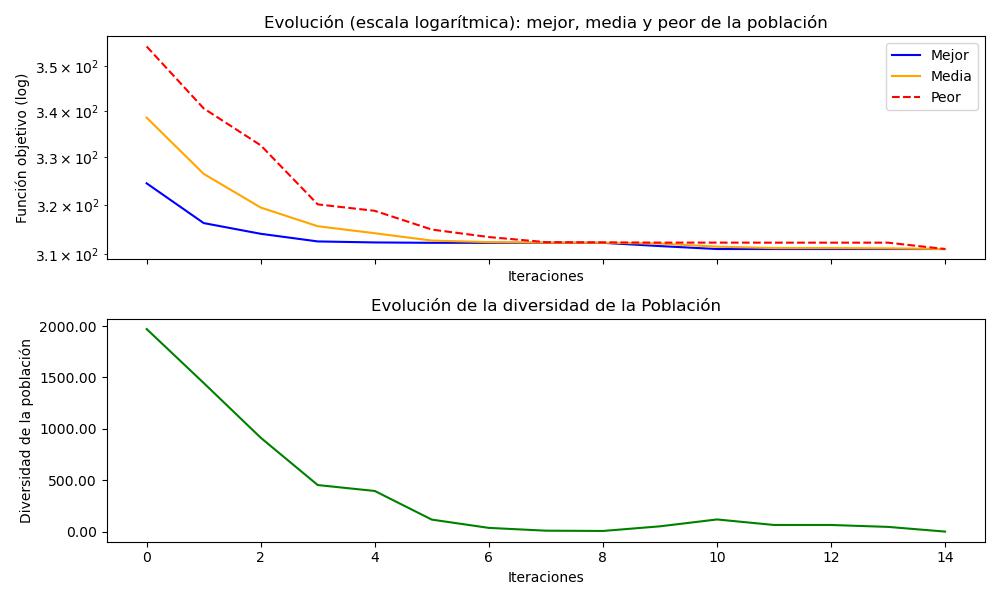 Evolución (escala logarítmica): mejor, media y peor de la población
Función objetivo (log)
3.5 × 10²
3.4 × 10²
3.3 × 10²
3.2 × 10²
3.1 × 10²
Mejor
Media
Peor
Iteraciones
Evolución de la diversidad de la Población
Diversidad de la población
2000.00
1500.00
1000.00
500.00
0.00
0 2 4 6 8 10 12 14
Iteraciones